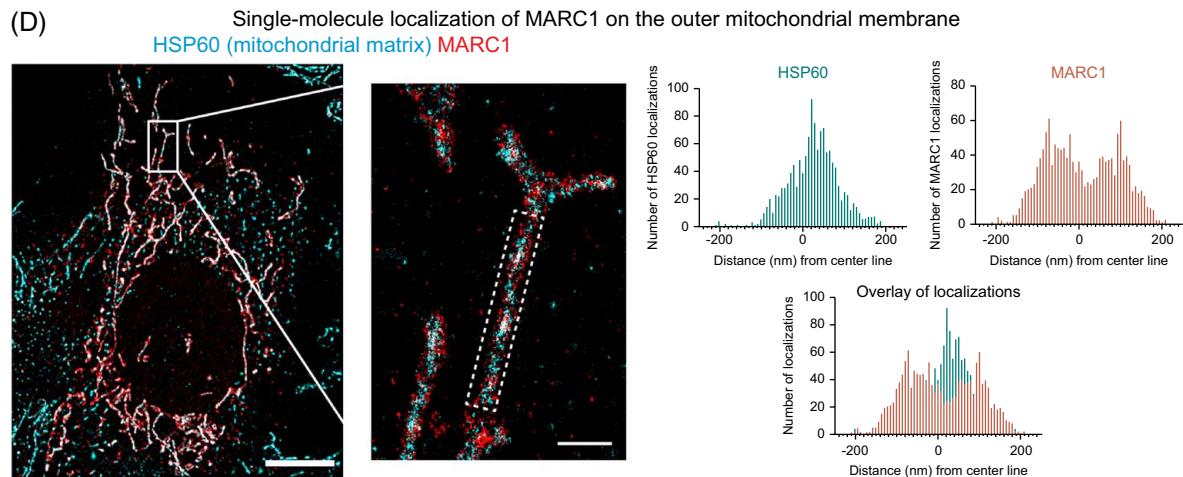 (D)
Single-molecule localization of MARC1 on the outer mitochondrial membrane
HSP60 (mitochondrial matrix) MARC1
HSP60
Number of HSP60 localizations
100
80
60
40
20
0
-200 0 200
Distance (nm) from center line
MARC1
Number of MARC1 localizations
80
60
40
20
0
-200 0 200
Distance (nm) from center line
Overlay of localizations
Number of localizations
100
80
60
40
20
0
-200 0 200
Distance (nm) from center line